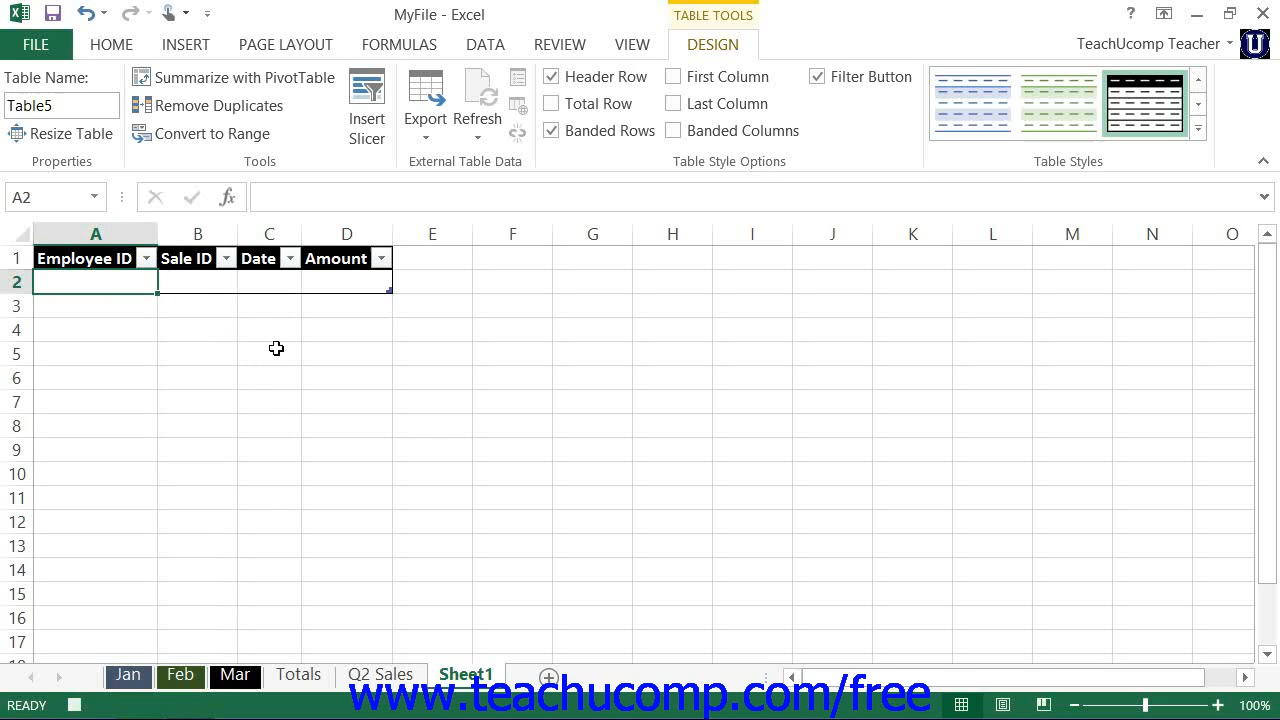 MyFile - Excel
TABLE TOOLS
?
FILE
HOME
INSERT
PAGE LAYOUT
FORMULAS
DATA
REVIEW
VIEW
DESIGN
TeachUcomp Teacher
U
Table Name:
Table5
Resize Table
Properties
Summarize with PivotTable
Remove Duplicates
Convert to Range
Tools
Insert
Slicer
Export
Refresh
External Table Data
Header Row
Total Row
Banded Rows
First Column
Last Column
Banded Columns
Filter Button
Table Style Options
Table Styles
A2
fx
A B C D E F G H I J K L M N O
1 Employee ID Sale ID Date Amount
2
3
4
5
6
7
8
9
10
11
12
13
14
15
16
17
18
Jan Feb Mar Totals Q2 Sales Sheet1
www.teachucomp.com/free
READY
100%